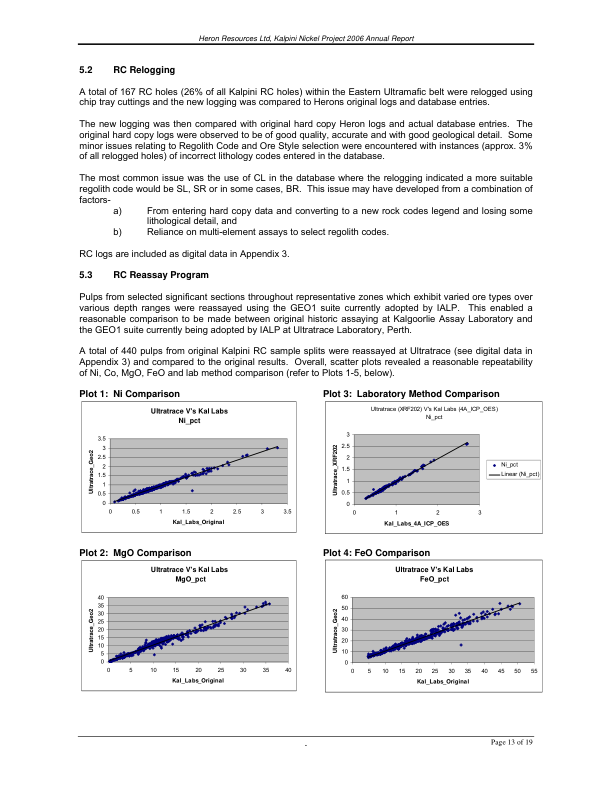 Heron Resources Ltd, Kalpini Nickel Project 2006 Annual Report
5.2 RC Relogging
A total of 167 RC holes (26% of all Kalpini RC holes) within the Eastern Ultramafic belt were relogged using
chip tray cuttings and the new logging was compared to Herons original logs and database entries.
The new logging was then compared with original hard copy Heron logs and actual database entries. The
original hard copy logs were observed to be of good quality, accurate and with good geological detail. Some
minor issues relating to Regolith Code and Ore Style selection were encountered with instances (approx. 3%
of all relogged holes) of incorrect lithology codes entered in the database.
The most common issue was the use of CL in the database where the relogging indicated a more suitable
regolith code would be SL, SR or in some cases, BR. This issue may have developed from a combination of
factors-
a) From entering hard copy data and converting to a new rock codes legend and losing some
lithological detail, and
b) Reliance on multi-element assays to select regolith codes.
RC logs are included as digital data in Appendix 3.
5.3 RC Reassay Program
Pulps from selected significant sections throughout representative zones which exhibit varied ore types over
various depth ranges were reassayed using the GEO1 suite currently adopted by IALP. This enabled a
reasonable comparison to be made between original historic assaying at Kalgoorlie Assay Laboratory and
the GEO1 suite currently being adopted by IALP at Ultratrace Laboratory, Perth.
A total of 440 pulps from original Kalpini RC sample splits were reassayed at Ultratrace (see digital data in
Appendix 3) and compared to the original results. Overall, scatter plots revealed a reasonable repeatability
of Ni, Co, MgO, FeO and lab method comparison (refer to Plots 1-5, below).
Plot 1: Ni Comparison
Ultratrace V's Kal Labs
Ni_pct
Ultratrace_Geo2
3.5
3
2.5
2
1.5
1
0.5
0
0 0.5 1 1.5 2 2.5 3 3.5
Kal_Labs_Original
Plot 3: Laboratory Method Comparison
Ultratrace (XRF202) V's Kal Labs (4A_ICP_OES)
Ni_pct
Ultratrace_XRF202
3
2.5
2
1.5
1
0.5
0
0 1 2 3
Kal_Labs_4A_ICP_OES
Ni_pct
Linear (Ni_pct)
Plot 2: MgO Comparison
Ultratrace V's Kal Labs
MgO_pct
Ultratrace_Geo2
40
35
30
25
20
15
10
5
0
0 5 10 15 20 25 30 35 40
Kal_Labs_Original
Plot 4: FeO Comparison
Ultratrace V's Kal Labs
FeO_pct
Ultratrace_Geo2
60
50
40
30
20
10
0
0 5 10 15 20 25 30 35 40 45 50 55
Kal_Labs_Original
Page 13 of 19